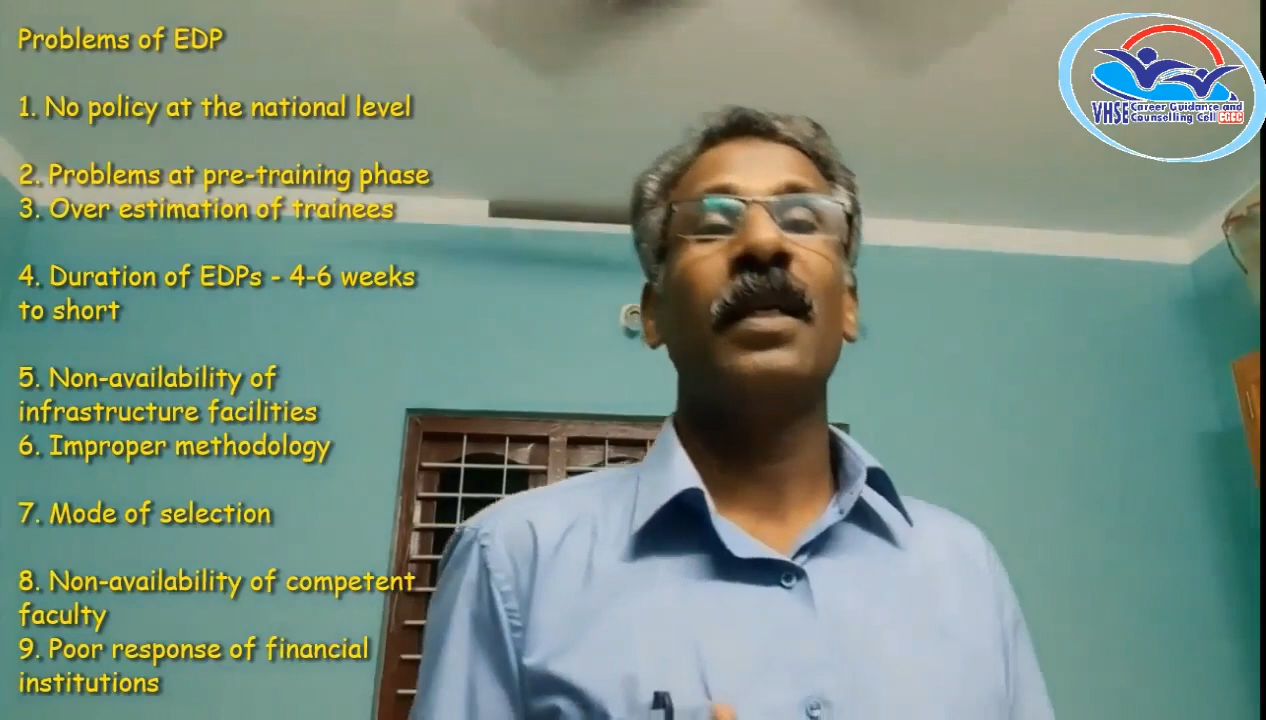 Problems of EDP
1. No policy at the national level
2. Problems at pre-training phase
3. Over estimation of trainees
4. Duration of EDPs - 4-6 weeks
to short
5. Non-availability of
infrastructure facilities
6. Improper methodology
7. Mode of selection
8. Non-availability of competent
faculty
9. Poor response of financial
institutions
VHSE Career Guidance and
Counselling Cell CGCC